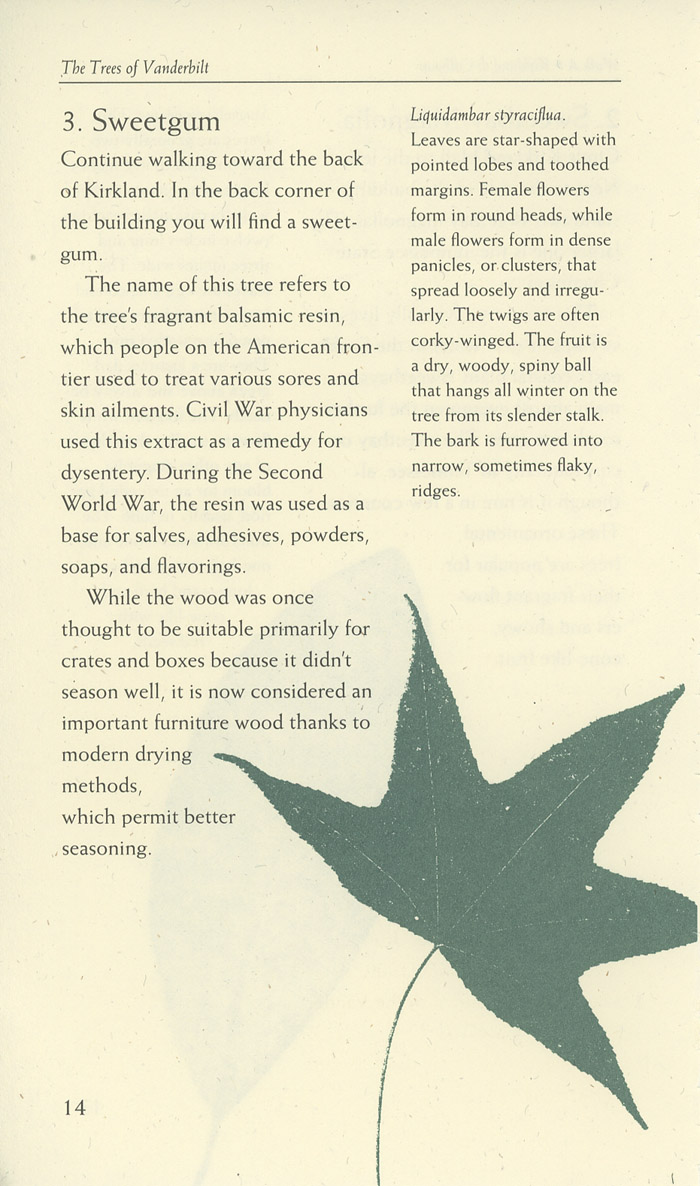 The Trees of Vanderbilt
3. Sweetgum
Continue walking toward the back
of Kirkland. In the back corner of
the building you will find a sweet-
gum.
The name of this tree refers to
the tree's fragrant balsamic resin,
which people on the American fron-
tier used to treat various sores and
skin ailments. Civil War physicians
used this extract as a remedy for
dysentery. During the Second
World War, the resin was used as a
base for salves, adhesives, powders,
soaps, and flavorings.
While the wood was once
thought to be suitable primarily for
crates and boxes because it didn't
season well, it is now considered an
important furniture wood thanks to
modern drying
methods,
which permit better
seasoning.
Liquidambar styraciflua.
Leaves are star-shaped with
pointed lobes and toothed
margins. Female flowers
form in round heads, while
male flowers form in dense
panicles, or clusters, that
spread loosely and irregu-
larly. The twigs are often
corky-winged. The fruit is
a dry, woody, spiny ball
that hangs all winter on the
tree from its slender stalk.
The bark is furrowed into
narrow, sometimes flaky,
ridges.
14